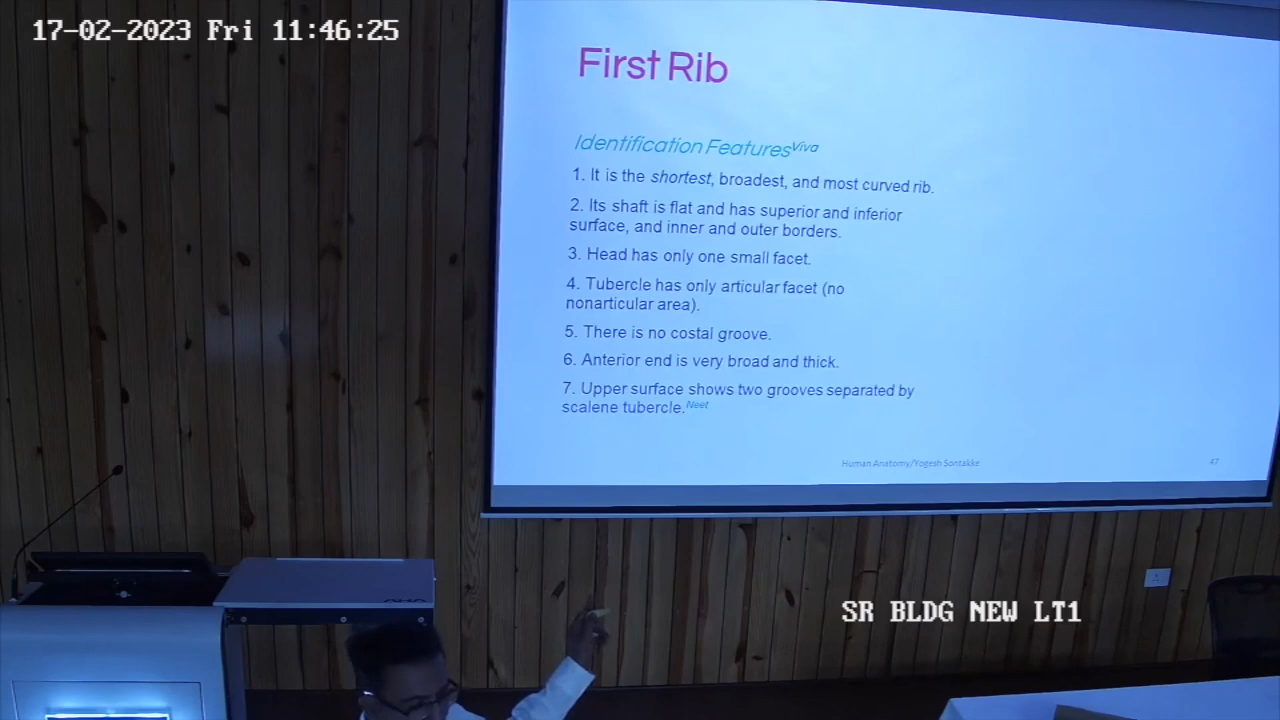 17-02-2023 Fri 11:46:25
First Rib
Identification Features Viva
1. It is the shortest, broadest, and most curved rib.
2. Its shaft is flat and has superior and inferior
surface, and inner and outer borders.
3. Head has only one small facet.
4. Tubercle has only articular facet (no
nonarticular area).
5. There is no costal groove.
6. Anterior end is very broad and thick.
7. Upper surface shows two grooves separated by
scalene tubercle. Neet
Human Anatomy/Yogesh Sontakke
47
SR BLDG NEW LT1